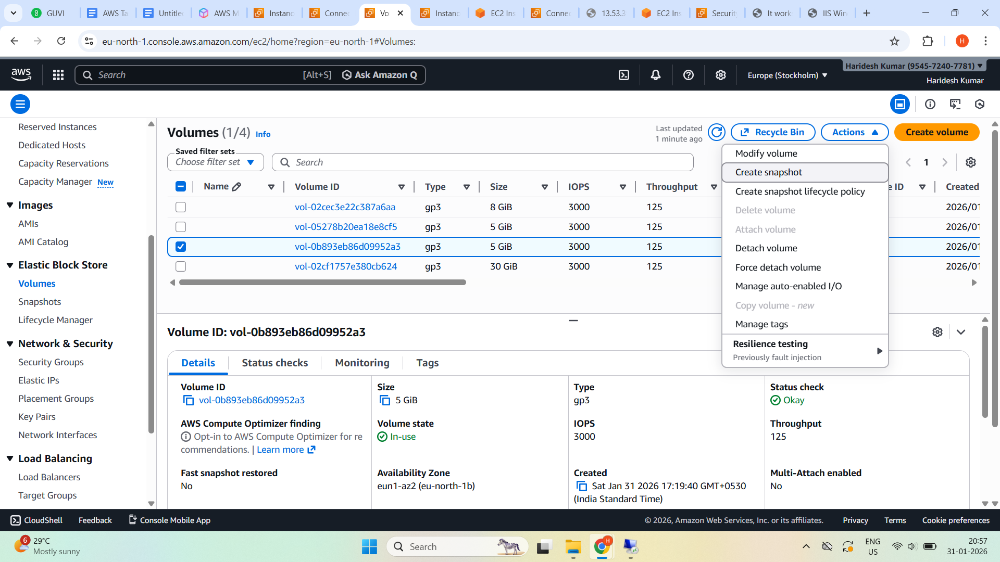 GUVI
AWS Ta
Untitle
AWS M
Instanc
Connec
Vo
Instanc
EC2 Ins
Connec
13.53.3
EC2 Ins
Securit
It work
IIS Win
eu-north-1.console.aws.amazon.com/ec2/home?region=eu-north-1#Volumes:
H
aws
Search
[Alt+S]
Ask Amazon Q
Europe (Stockholm)
Haridesh Kumar (9545-7240-7781)
Haridesh Kumar
Reserved Instances
Dedicated Hosts
Capacity Reservations
Capacity Manager New
Images
AMIs
AMI Catalog
Elastic Block Store
Volumes
Snapshots
Lifecycle Manager
Network & Security
Security Groups
Elastic IPs
Placement Groups
Key Pairs
Network Interfaces
Load Balancing
Load Balancers
Target Groups
Volumes (1/4) Info
Last updated
1 minute ago
Recycle Bin
Actions
Create volume
Saved filter sets
Choose filter set
Search
1
Name Volume ID Type Size IOPS Throughput e ID Created
vol-02cec3e22c387a6aa gp3 8 GiB 3000 125 2026/01
vol-05278b20ea18e8cf5 gp3 5 GiB 3000 125 2026/01
vol-0b893eb86d09952a3 gp3 5 GiB 3000 125 2026/01
vol-02cf1757e380cb624 gp3 30 GiB 3000 125 2026/01
Modify volume
Create snapshot
Create snapshot lifecycle policy
Delete volume
Attach volume
Detach volume
Force detach volume
Manage auto-enabled I/O
Copy volume - new
Manage tags
Resilience testing
Previously fault injection
Volume ID: vol-0b893eb86d09952a3
Details
Status checks
Monitoring
Tags
Volume ID
vol-0b893eb86d09952a3
Size
5 GiB
Type
gp3
Status check
Okay
AWS Compute Optimizer finding
Opt-in to AWS Compute Optimizer for re
commendations. | Learn more
Volume state
In-use
IOPS
3000
Throughput
125
Fast snapshot restored
No
Availability Zone
eun1-az2 (eu-north-1b)
Created
Sat Jan 31 2026 17:19:40 GMT+0530
(India Standard Time)
Multi-Attach enabled
No
CloudShell
Feedback
Console Mobile App
© 2026, Amazon Web Services, Inc. or its affiliates.
Privacy
Terms
Cookie preferences
6
29°C
Mostly sunny
Search
H
ENG
US
20:57
31-01-2026